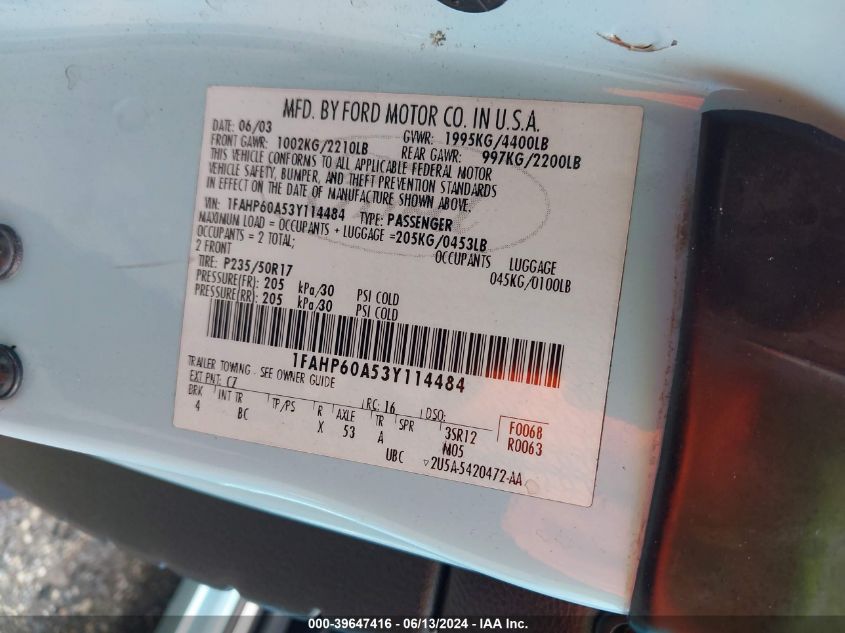 MFD. BY FORD MOTOR CO. IN U.S.A.
DATE: 06/03 GVWR: 1995KG/4400LB
FRONT GAWR: 1002KG/2210LB REAR GAWR: 997KG/2200LB
THIS VEHICLE CONFORMS TO ALL APPLICABLE FEDERAL MOTOR
VEHICLE SAFETY, BUMPER, AND THEFT PREVENTION STANDARDS
IN EFFECT ON THE DATE OF MANUFACTURE SHOWN ABOVE.
VIN: 1FAHP60A53Y114484 TYPE: PASSENGER
MAXIMUM LOAD = OCCUPANTS + LUGGAGE =205KG/0453LB
OCCUPANTS = 2 TOTAL; OCCUPANTS LUGGAGE
2 FRONT 045KG/0100LB
TIRE: P235/50R17
PRESSURE(FR): 205 kPa/30 PSI COLD
PRESSURE(RR): 205 kPa/30 PSI COLD
1FAHP60A53Y114484
TRAILER TOWING - SEE OWNER GUIDE
EXT PNT: C7 RC: 16 DSO:
BRK INT TR TP/PS R AXLE TR SPR 3SR12 F0068
4 BC X 53 A M05 R0063
UBC ▽2U5A-5420472-AA
000-39647416 - 06/13/2024 - IAA Inc.